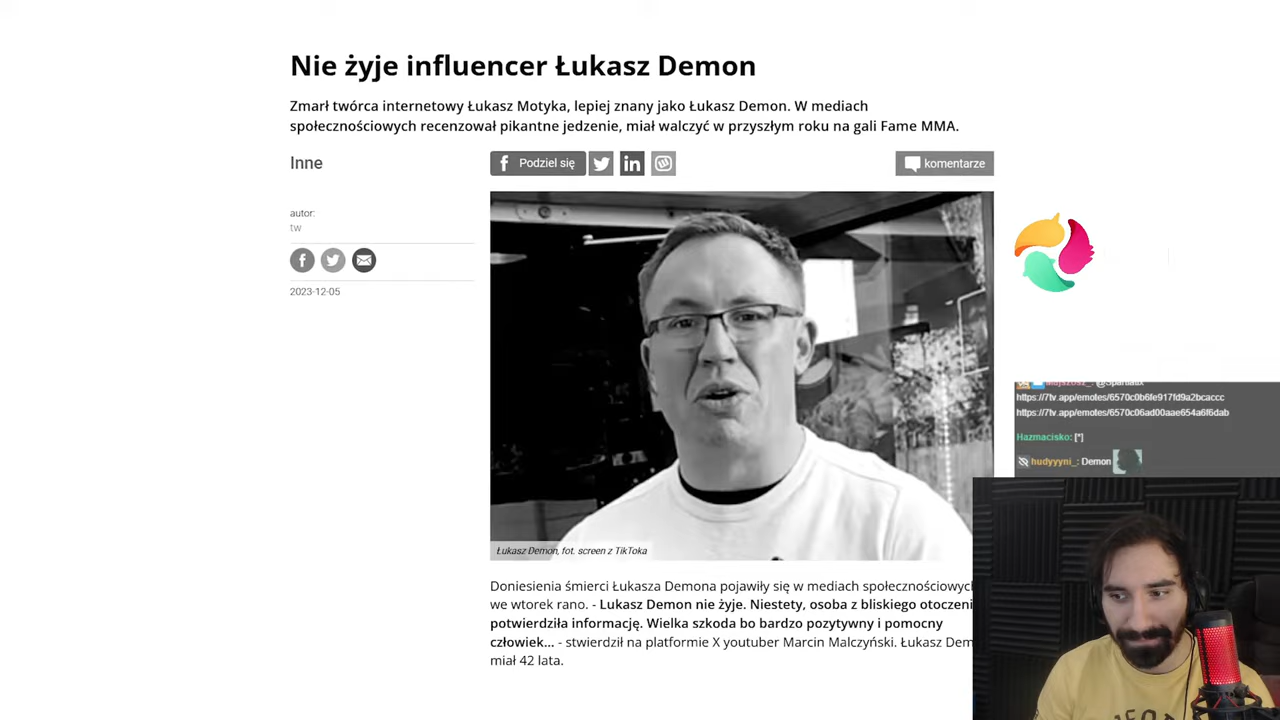 Nie żyje influencer Łukasz Demon
Zmarł twórca internetowy Łukasz Motyka, lepiej znany jako Łukasz Demon. W mediach
społecznościowych recenzował pikantne jedzenie, miał walczyć w przyszłym roku na gali Fame MMA.
Inne
Podziel się
komentarze
autor:
tw
2023-12-05
Łukasz Demon, fot. screen z TikToka
Doniesienia śmierci Łukasza Demona pojawiły się w mediach społecznościowych
we wtorek rano. - Lukasz Demon nie żyje. Niestety, osoba z bliskiego otoczeni
potwierdziła informację. Wielka szkoda bo bardzo pozytywny i pomocny
człowiek... - stwierdził na platformie X youtuber Marcin Malczyński. Łukasz Dem
miał 42 lata.
https://7tv.app/emotes/6570c0b6fe917fd9a2bcaccc
https://7tv.app/emotes/6570c06ad00aae654a6f6dab
Hazmacisko: [*]
hudyyyni_: Demon